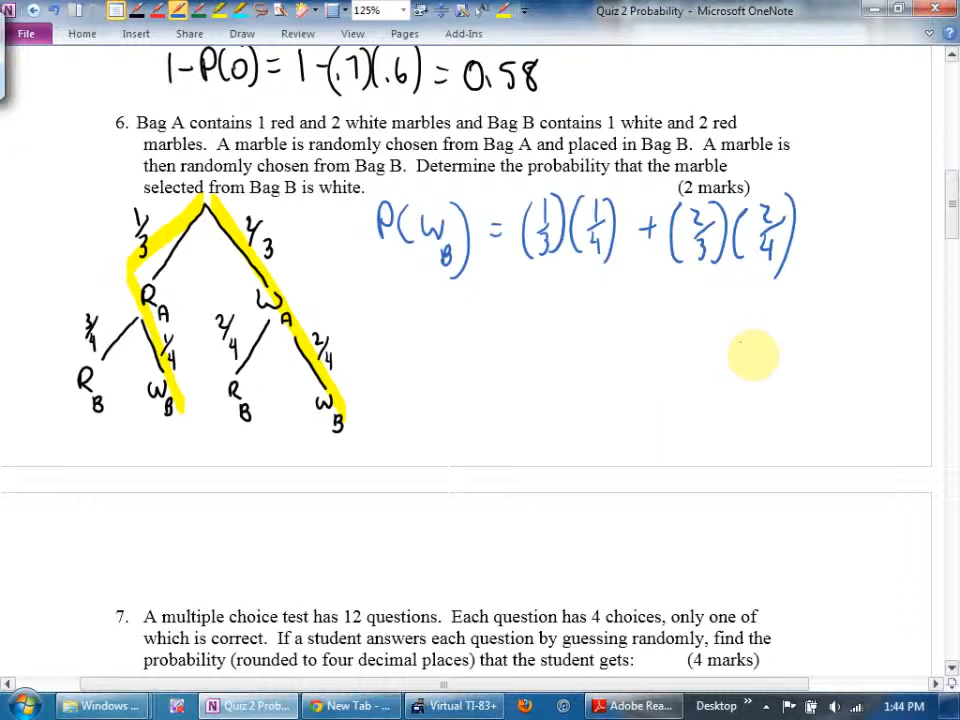 125%
Quiz 2 Probability - Microsoft OneNote
File Home Insert Share Draw Review View Pages Add-Ins
1-P(0) = 1-(.7)(.6) = 0.58
6. Bag A contains 1 red and 2 white marbles and Bag B contains 1 white and 2 red
marbles. A marble is randomly chosen from Bag A and placed in Bag B. A marble is
then randomly chosen from Bag B. Determine the probability that the marble
selected from Bag B is white. (2 marks)
P(W_B) = (1/3)(1/4) + (2/3)(2/4)
1/3 2/3
R_A W_A
3/4 1/4 2/4 2/4
R_B W_B R_B W_B
7. A multiple choice test has 12 questions. Each question has 4 choices, only one of
which is correct. If a student answers each question by guessing randomly, find the
probability (rounded to four decimal places) that the student gets: (4 marks)
Windows ... Quiz 2 Prob... New Tab - ... Virtual TI-83+ Adobe Rea... Desktop » 1:44 PM